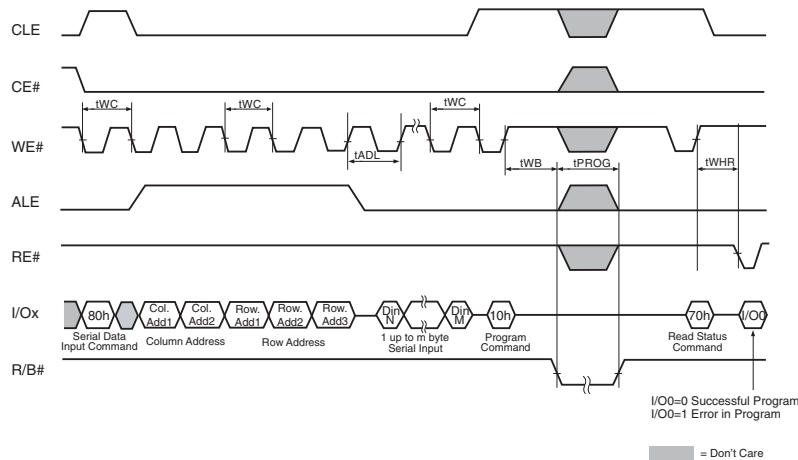 CLE
CE#
tWC tWC tWC
WE#
tADL
tWB tPROG tWHR
ALE
RE#
I/Ox 80h Col. Add1 Col. Add2 Row. Add1 Row. Add2 Row. Add3 Din N Din M 10h 70h I/O0
Serial Data Input Command Column Address Row Address 1 up to m byte Serial Input Program Command Read Status Command
R/B#
I/O0=0 Successful Program
I/O0=1 Error in Program
= Don't Care